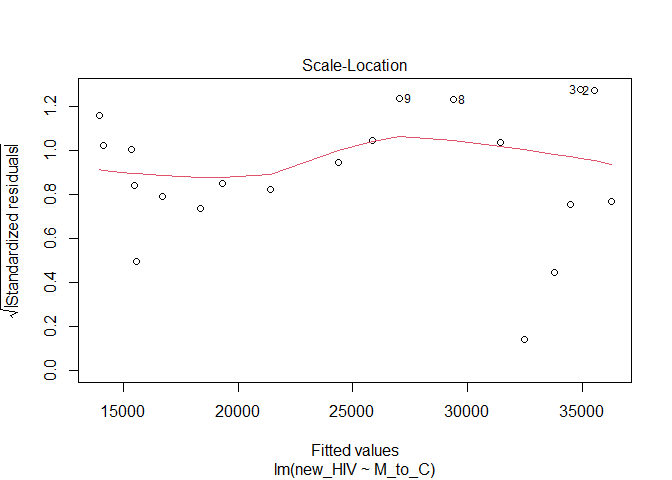 Scale-Location
√|Standardized residuals|
1.2
1.0
0.8
0.6
0.4
0.2
0.0
9
8
3
2
15000 20000 25000 30000 35000
Fitted values
lm(new_HIV ~ M_to_C)